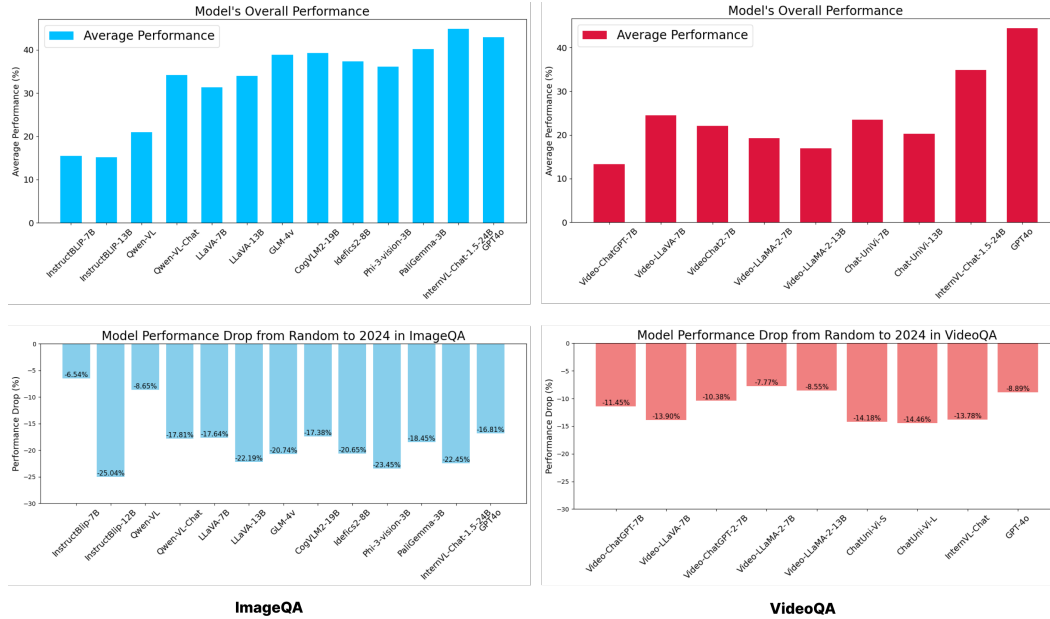 Model's Overall Performance
Average Performance
Average Performance (%)
40
30
20
10
0
InstructBLIP-7B
InstructBLIP-13B
Qwen-VL
Qwen-VL-Chat
LLaVA-7B
LLaVA-13B
GLM-4v
CogVLM2-19B
Idefics2-8B
Phi-3-vision-3B
PaliGemma-3B
InternVL-Chat-1.5-24B
GPT4o
Model's Overall Performance
Average Performance
Average Performance (%)
40
30
20
10
0
Video-ChatGPT-7B
Video-LLaVA-7B
VideoChat2-7B
Video-LLaMA-2-7B
Video-LLaMA-2-13B
Chat-UniVi-7B
Chat-UniVi-13B
InternVL-Chat-1.5-24B
GPT4o
Model Performance Drop from Random to 2024 in ImageQA
Performance Drop (%)
0
−5
−10
−15
−20
−25
−30
-6.54%
-25.04%
-8.65%
-17.81%
-17.64%
-22.19%
-20.74%
-17.38%
-20.65%
-23.45%
-18.45%
-22.45%
-16.81%
InstructBlip-7B
InstructBlip-12B
Qwen-VL
Qwen-VL-Chat
LLaVA-7B
LLaVA-13B
GLM-4v
CogVLM2-19B
Idefics2-8B
Phi-3-vision-3B
PaliGemma-3B
InternVL-Chat-1.5-24B
GPT4o
Model Performance Drop from Random to 2024 in VideoQA
Performance Drop (%)
0
−5
−10
−15
−20
−25
−30
-11.45%
-13.90%
-10.38%
-7.77%
-8.55%
-14.18%
-14.46%
-13.78%
-8.89%
Video-ChatGPT-7B
Video-LLaVA-7B
Video-ChatGPT-2-7B
Video-LLaMA-2-7B
Video-LLaMA-2-13B
ChatUni-Vi-S
ChatUni-Vi-L
InternVL-Chat
GPT-4o
ImageQA
VideoQA